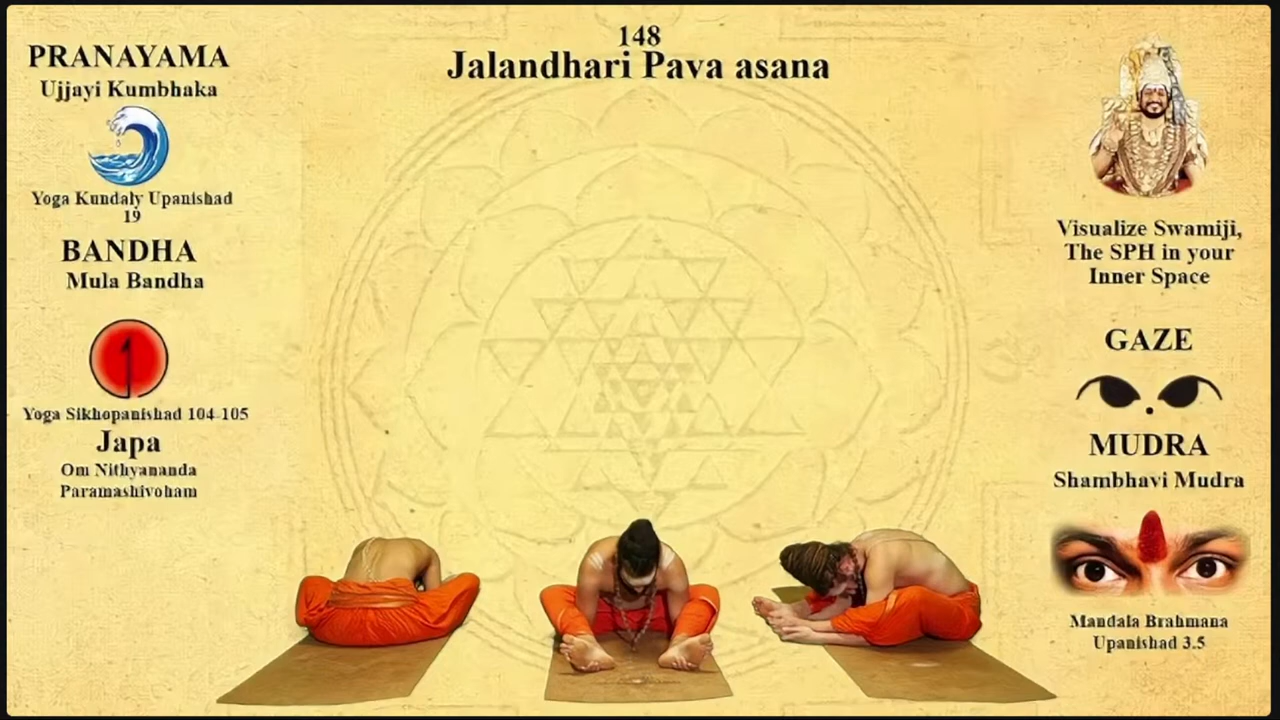 148
Jalandhari Pava asana
PRANAYAMA
Ujjayi Kumbhaka
Yoga Kundaly Upanishad
19
BANDHA
Mula Bandha
Yoga Sikhopanishad 104-105
Japa
Om Nithyananda
Paramashivoham
Visualize Swamiji,
The SPH in your
Inner Space
GAZE
MUDRA
Shambhavi Mudra
Mandala Brahmana
Upanishad 3.5